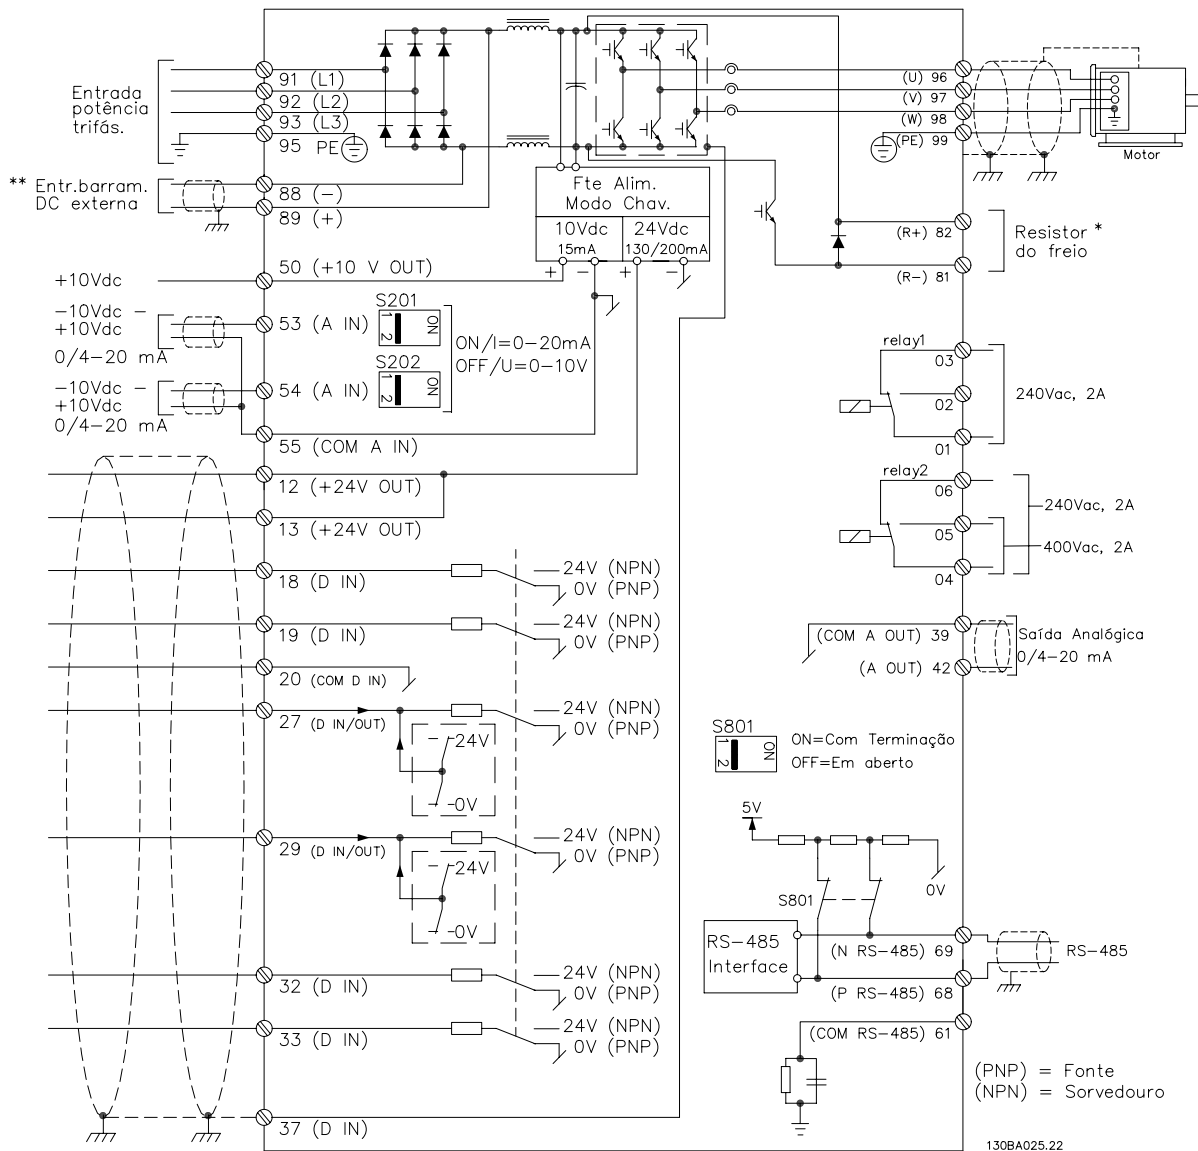 Entrada
potência
trifás.
91 (L1)
92 (L2)
93 (L3)
95 PE
** Entr.barram.
DC externa
88 (−)
89 (+)
+10Vdc
50 (+10 V OUT)
−10Vdc −
+10Vdc
0/4−20 mA
53 (A IN)
−10Vdc −
+10Vdc
0/4−20 mA
54 (A IN)
55 (COM A IN)
12 (+24V OUT)
13 (+24V OUT)
18 (D IN)
19 (D IN)
20 (COM D IN)
27 (D IN/OUT)
29 (D IN/OUT)
32 (D IN)
33 (D IN)
37 (D IN)
S201
1 2 ON
S202
1 2 ON
ON/I=0−20mA
OFF/U=0−10V
Fte Alim.
Modo Chav.
10Vdc
15mA
24Vdc
130/200mA
+ − + −
24V (NPN)
0V (PNP)
24V (NPN)
0V (PNP)
24V (NPN)
0V (PNP)
24V
0V
24V (NPN)
0V (PNP)
24V
0V
24V (NPN)
0V (PNP)
24V (NPN)
0V (PNP)
(U) 96
(V) 97
(W) 98
(PE) 99
Motor
(R+) 82
(R−) 81
Resistor *
do freio
relay1
03
02
01
240Vac, 2A
relay2
06
05
04
240Vac, 2A
400Vac, 2A
(COM A OUT) 39
(A OUT) 42
Saída Analógica
0/4−20 mA
S801
1 2 ON
ON=Com Terminação
OFF=Em aberto
5V
0V
S801
RS−485
Interface
(N RS−485) 69
(P RS−485) 68
(COM RS−485) 61
RS−485
(PNP) = Fonte
(NPN) = Sorvedouro
130BA025.22